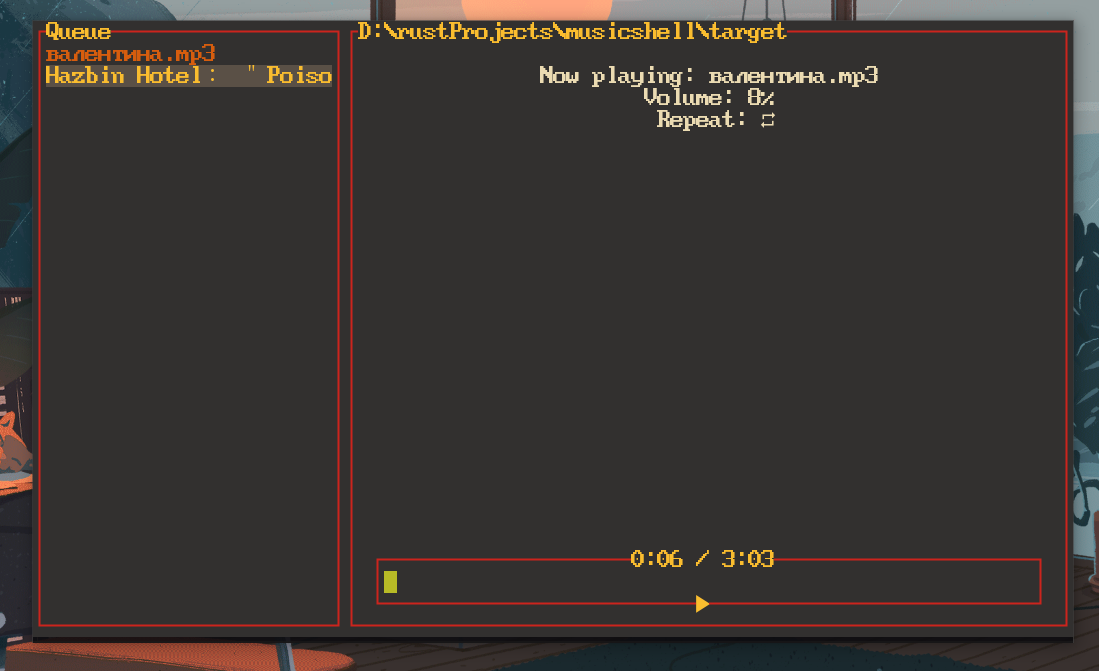 Queue
валентина.mp3
Hazbin Hotel: " Poiso
D:\rustProjects\musicshell\target
Now playing: валентина.mp3
Volume: 8%
Repeat:
0:06 / 3:03